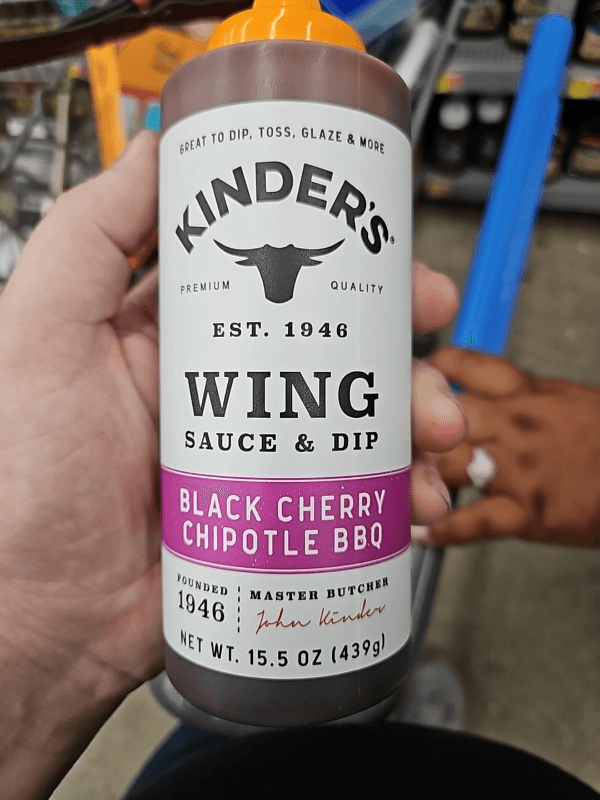 GREAT TO DIP, TOSS, GLAZE & MORE
KINDER'S®
PREMIUM QUALITY
EST. 1946
WING
SAUCE & DIP
BLACK CHERRY
CHIPOTLE BBQ
FOUNDED
1946
MASTER BUTCHER
John Kinder
NET WT. 15.5 OZ (439g)